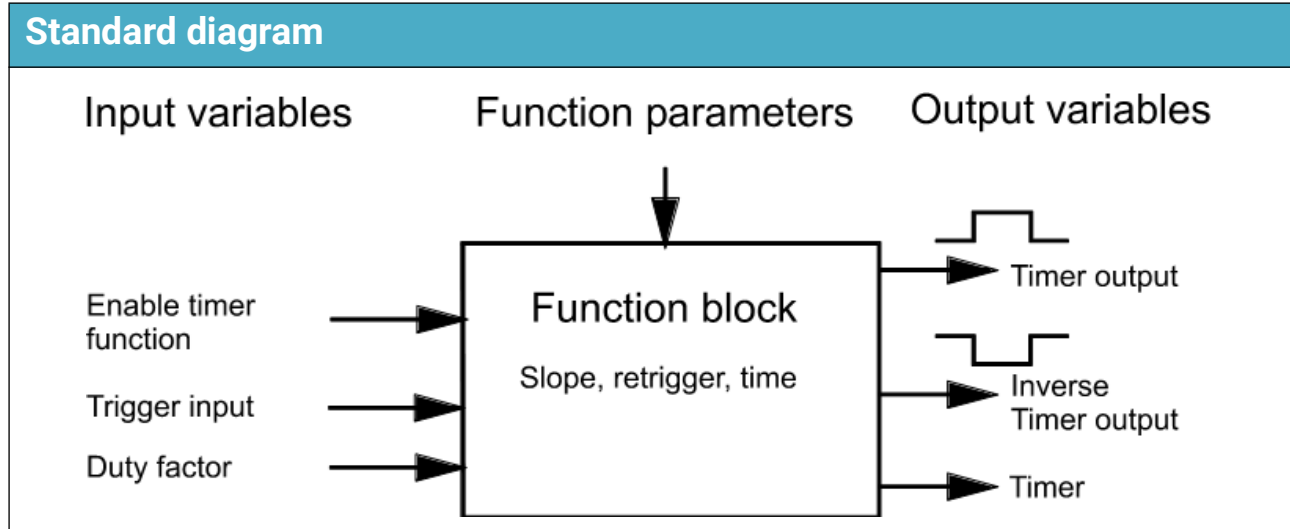 Standard diagram
Input variables
Function parameters
Output variables
Enable timer
function
Trigger input
Duty factor
Function block
Slope, retrigger, time
Timer output
Inverse
Timer output
Timer